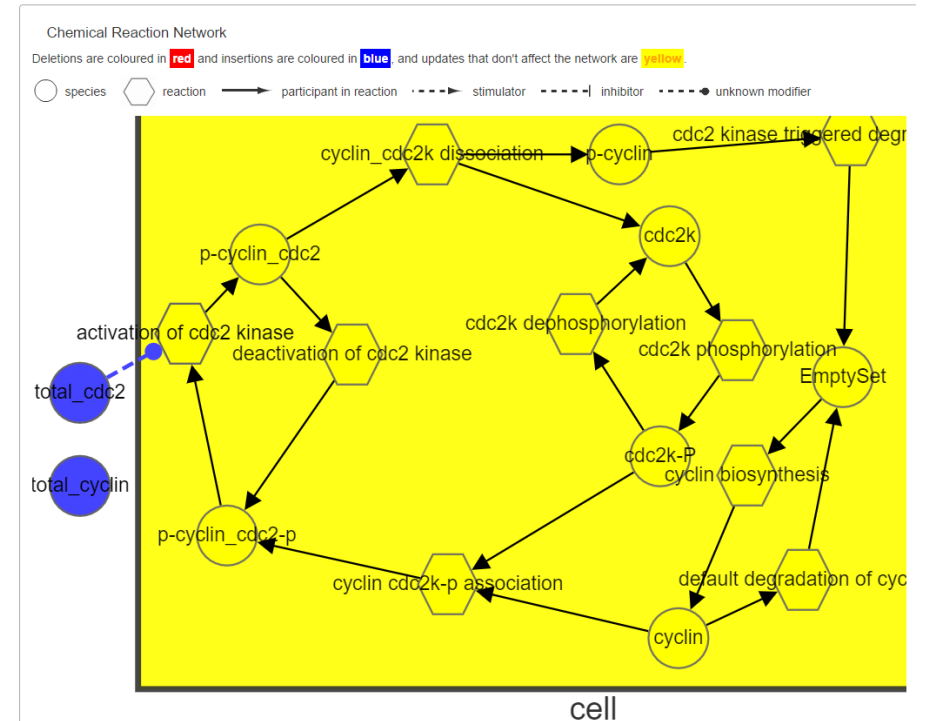 Chemical Reaction Network
Deletions are coloured in red and insertions are coloured in blue, and updates that don't affect the network are yellow.
species reaction participant in reaction stimulator inhibitor unknown modifier
cdc2 kinase triggered degr
cyclin_cdc2k dissociation
p-cyclin
cdc2k
p-cyclin_cdc2
cdc2k dephosphorylation
activation of cdc2 kinase
cdc2k phosphorylation
deactivation of cdc2 kinase
EmptySet
total_cdc2
cdc2k-P
cyclin biosynthesis
total_cyclin
p-cyclin_cdc2-p
default degradation of cyc
cyclin cdc2k-p association
cyclin
cell